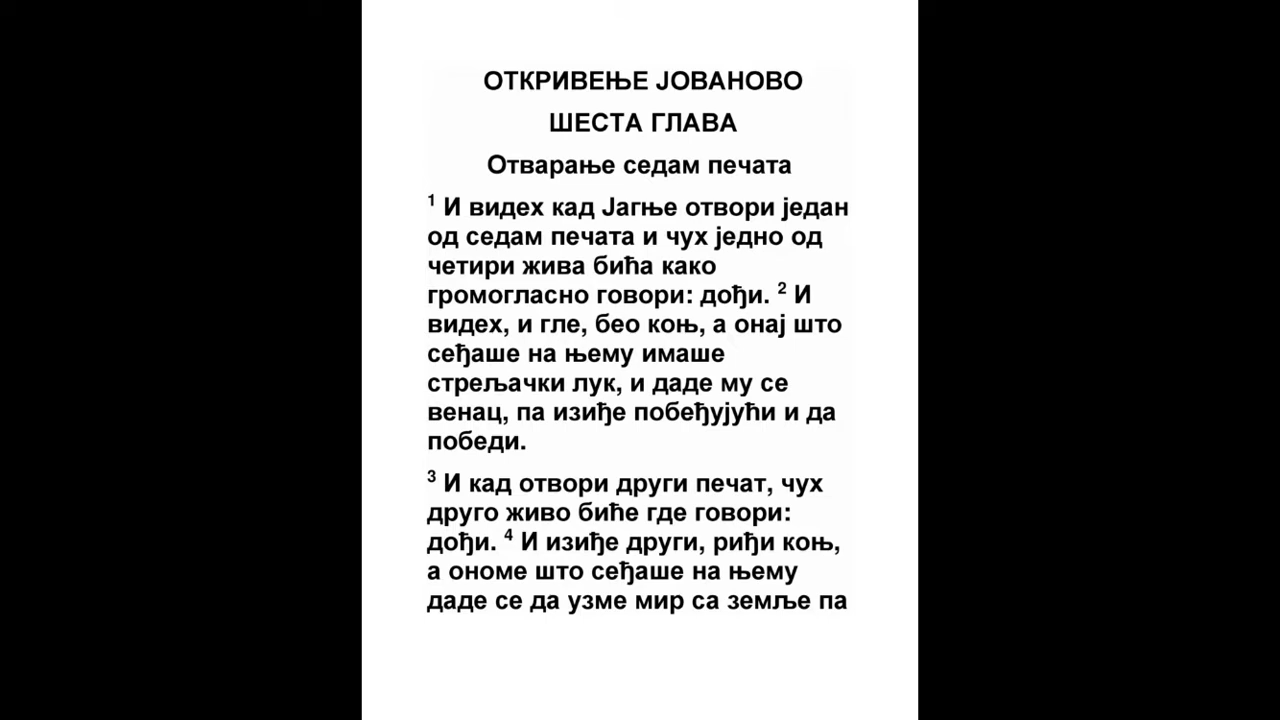 ОТКРИВЕЊЕ ЈОВАНОВО
ШЕСТА ГЛАВА
Отварање седам печата
1 И видех кад Јагње отвори један
од седам печата и чух једно од
четири жива бића како
громогласно говори: дођи. 2 И
видех, и гле, бео коњ, а онај што
сеђаше на њему имаше
стрељачки лук, и даде му се
венац, па изиђе побеђујући и да
победи.
3 И кад отвори други печат, чух
друго живо биће где говори:
дођи. 4 И изиђе други, риђи коњ,
а ономе што сеђаше на њему
даде се да узме мир са земље па